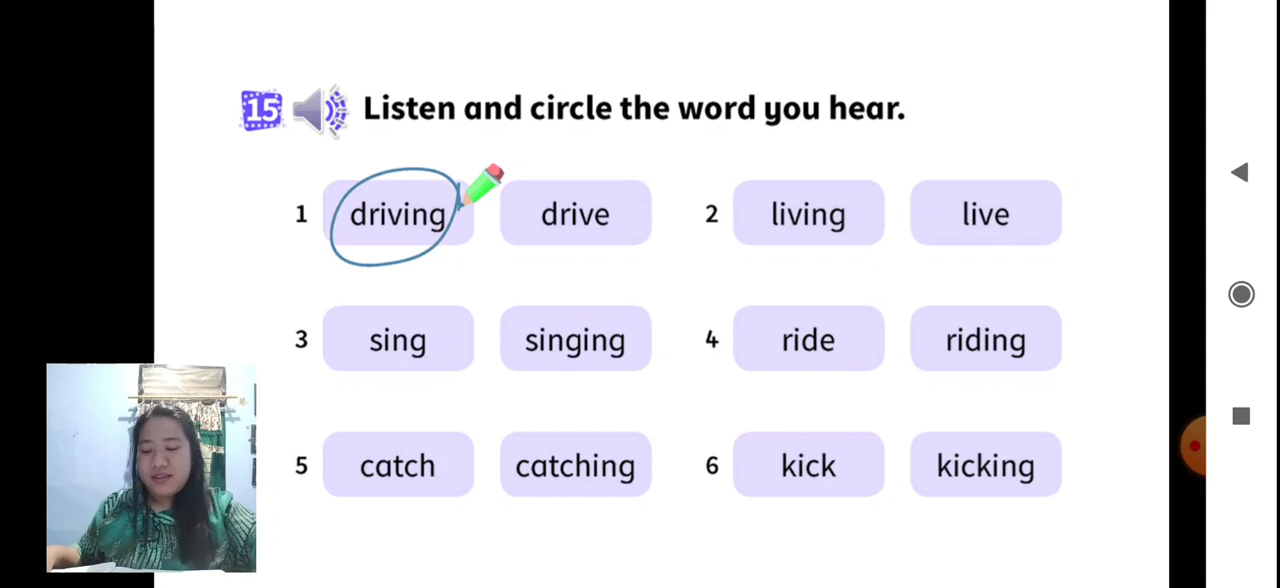 15 Listen and circle the word you hear.
1 driving drive 2 living live
3 sing singing 4 ride riding
5 catch catching 6 kick kicking